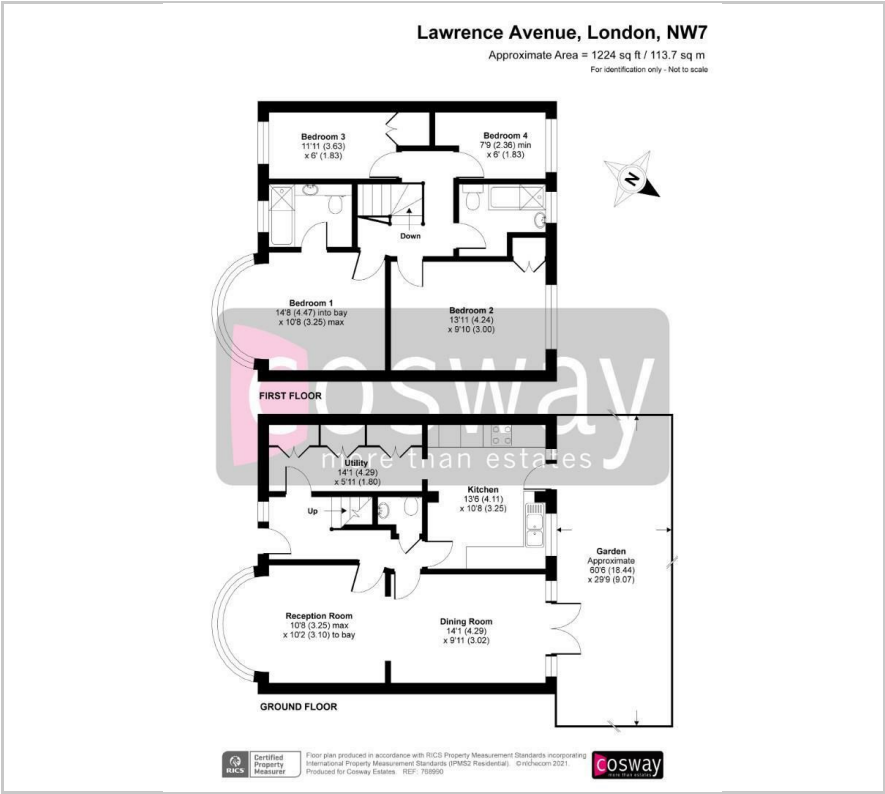 Lawrence Avenue, London, NW7
Approximate Area = 1224 sq ft / 113.7 sq m
For identification only - Not to scale
Bedroom 3
11'11 (3.63)
x 6' (1.83)
Bedroom 4
7'9 (2.36) min
x 6' (1.83)
N
Down
Bedroom 1
14'8 (4.47) into bay
x 10'8 (3.25) max
Bedroom 2
13'11 (4.24)
x 9'10 (3.00)
cosway
more than estates
FIRST FLOOR
Utility
14'1 (4.29)
x 5'11 (1.80)
Kitchen
13'6 (4.11)
x 10'8 (3.25)
Up
Garden
Approximate
60'6 (18.44)
x 29'9 (9.07)
Reception Room
10'8 (3.25) max
x 10'2 (3.10) to bay
Dining Room
14'1 (4.29)
x 9'11 (3.02)
GROUND FLOOR
RICS
Certified
Property
Measurer
Floor plan produced in accordance with RICS Property Measurement Standards incorporating
International Property Measurement Standards (IPMS2 Residential). © nichecom 2021.
Produced for Cosway Estates. REF: 768990
cosway
more than estates